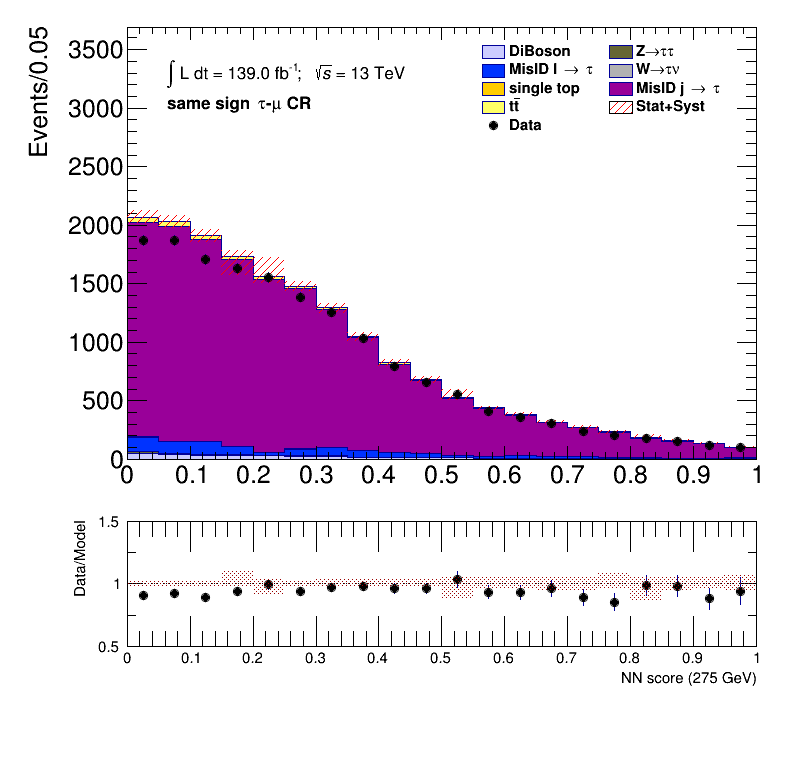 Events/0.05
3500
3000
2500
2000
1500
1000
500
0
∫ L dt = 139.0 fb⁻¹; √s = 13 TeV
same sign τ-μ CR
DiBoson
MisID l → τ
single top
tt̄
Data
Z→ττ
W→τν
MisID j → τ
Stat+Syst
0 0.1 0.2 0.3 0.4 0.5 0.6 0.7 0.8 0.9 1
Data/Model
1.5
1
0.5
0 0.1 0.2 0.3 0.4 0.5 0.6 0.7 0.8 0.9 1
NN score (275 GeV)